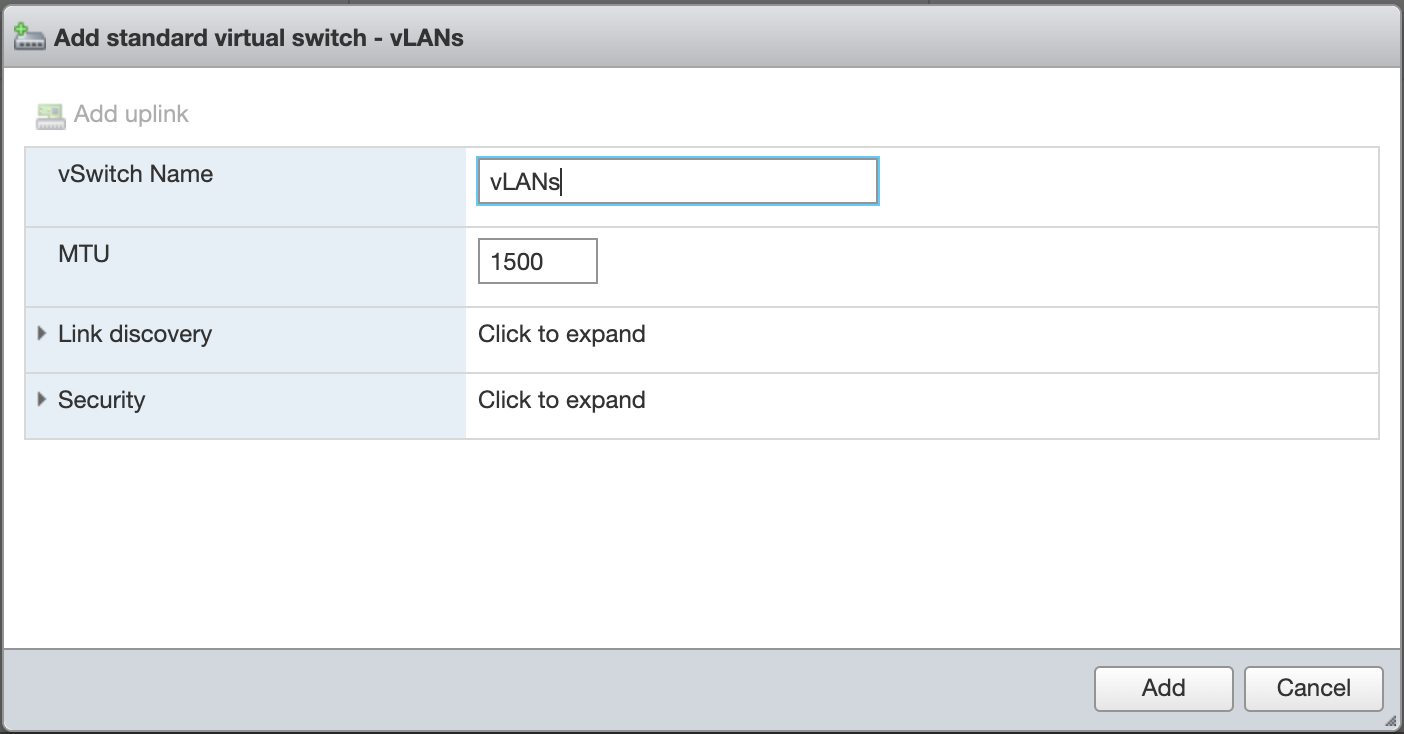 Add standard virtual switch - vLANs
Add uplink
vSwitch Name
vLANs
MTU
1500
Link discovery
Click to expand
Security
Click to expand
Add
Cancel